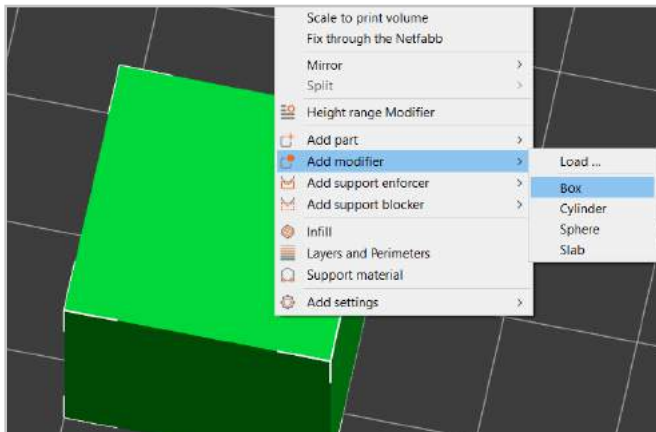 Scale to print volume
Fix through the Netfabb
Mirror
Split
Height range Modifier
Add part
Add modifier
Load ...
Add support enforcer
Box
Add support blocker
Cylinder
Infill
Sphere
Layers and Perimeters
Slab
Support material
Add settings